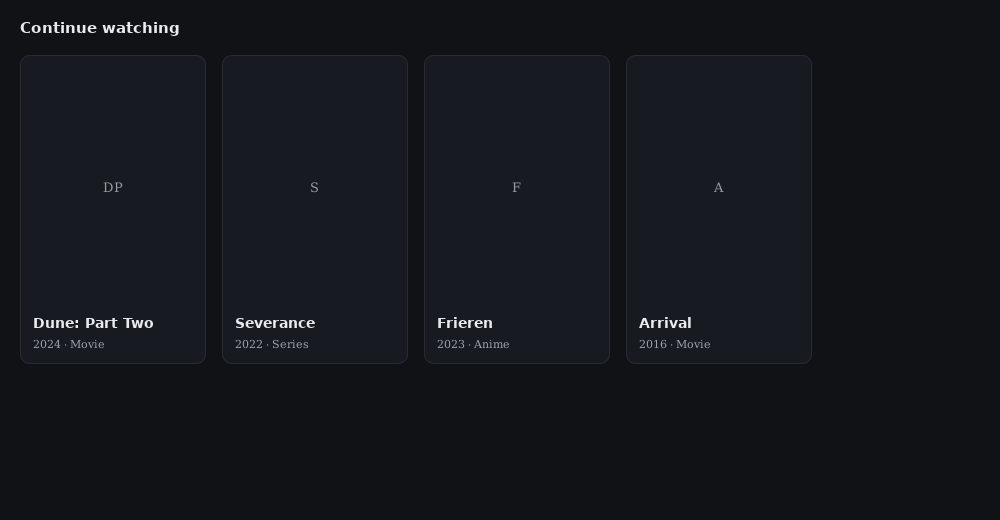 Continue watching
DP
S
F
A
Dune: Part Two
2024 · Movie
Severance
2022 · Series
Frieren
2023 · Anime
Arrival
2016 · Movie